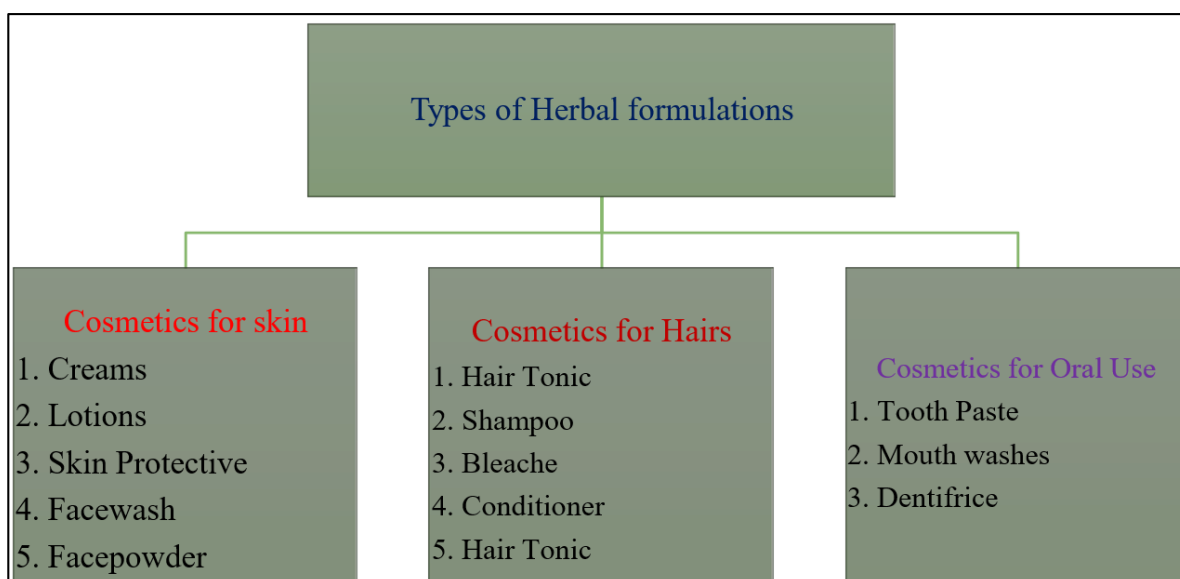 Types of Herbal formulations
Cosmetics for skin
1. Creams
2. Lotions
3. Skin Protective
4. Facewash
5. Facepowder
Cosmetics for Hairs
1. Hair Tonic
2. Shampoo
3. Bleache
4. Conditioner
5. Hair Tonic
Cosmetics for Oral Use
1. Tooth Paste
2. Mouth washes
3. Dentifrice